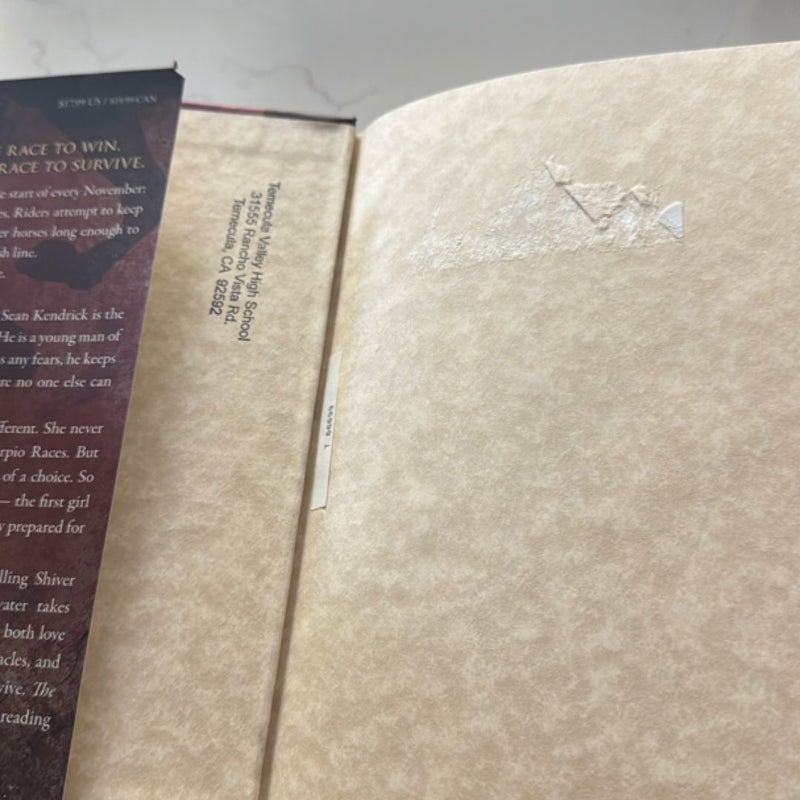 $17.99 US / $19.99 CAN
RACE TO WIN.
RACE TO SURVIVE.
e start of every November:
es. Riders attempt to keep
er horses long enough to
sh line.
e.
Sean Kendrick is the
He is a young man of
s any fears, he keeps
re no one else can
fferent. She never
rpio Races. But
of a choice. So
— the first girl
y prepared for
lling Shiver
vater takes
both love
acles, and
vive. The
reading
Temecula Valley High School
31555 Rancho Vista Rd.
Temecula, CA 92592